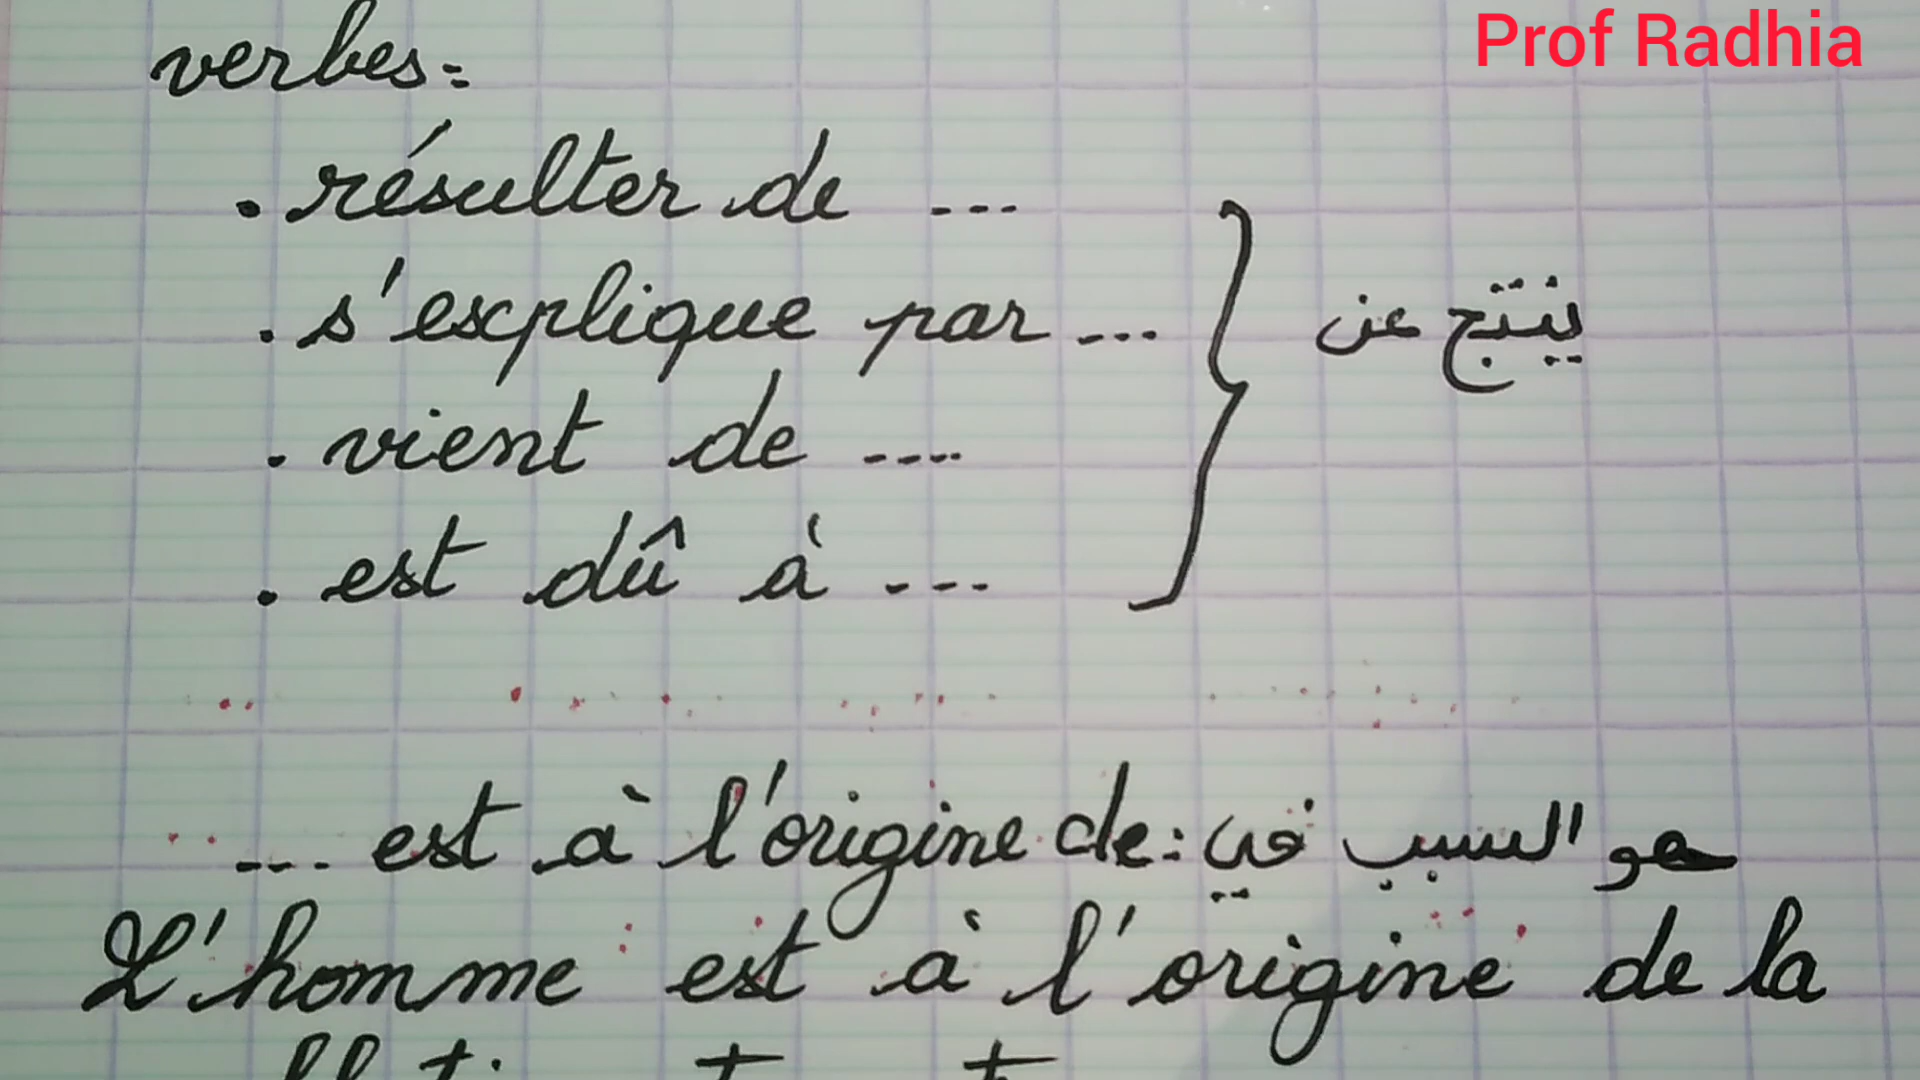 Prof Radhia
verbes:
. résulter de ---
. s'explique par --- ينتج عن
. vient de ----
. est dû à ---
--- est à l'origine de: هو السبب في
L'homme est à l'origine de la